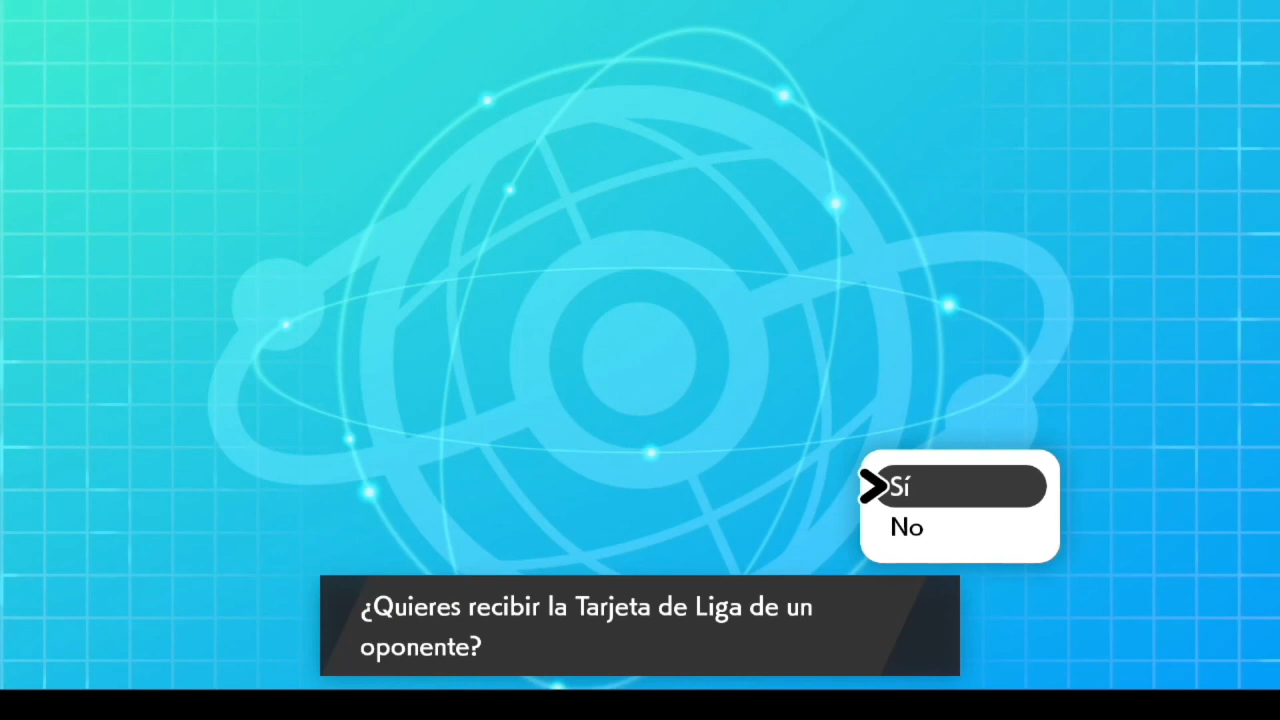 Sí
No
¿Quieres recibir la Tarjeta de Liga de un
oponente?